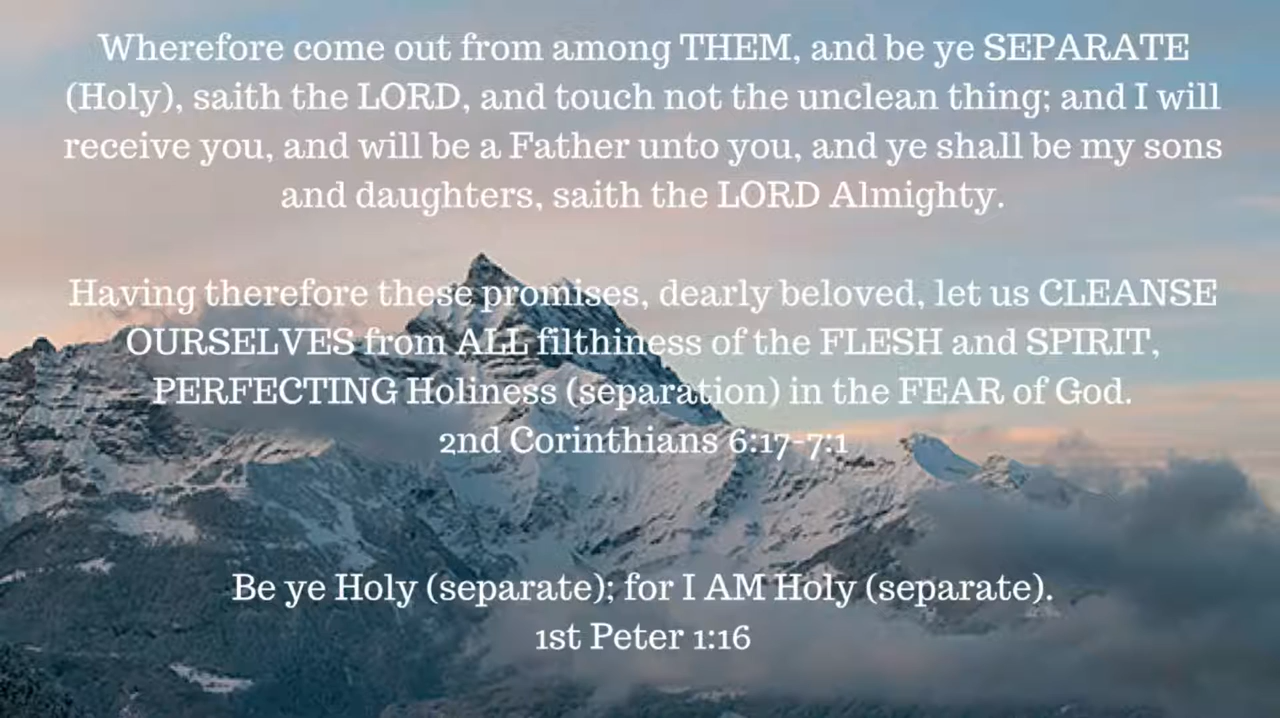 Wherefore come out from among THEM, and be ye SEPARATE
(Holy), saith the LORD, and touch not the unclean thing; and I will
receive you, and will be a Father unto you, and ye shall be my sons
and daughters, saith the LORD Almighty.
Having therefore these promises, dearly beloved, let us CLEANSE
OURSELVES from ALL filthiness of the FLESH and SPIRIT,
PERFECTING Holiness (separation) in the FEAR of God.
2nd Corinthians 6:17-7:1
Be ye Holy (separate); for I AM Holy (separate).
1st Peter 1:16